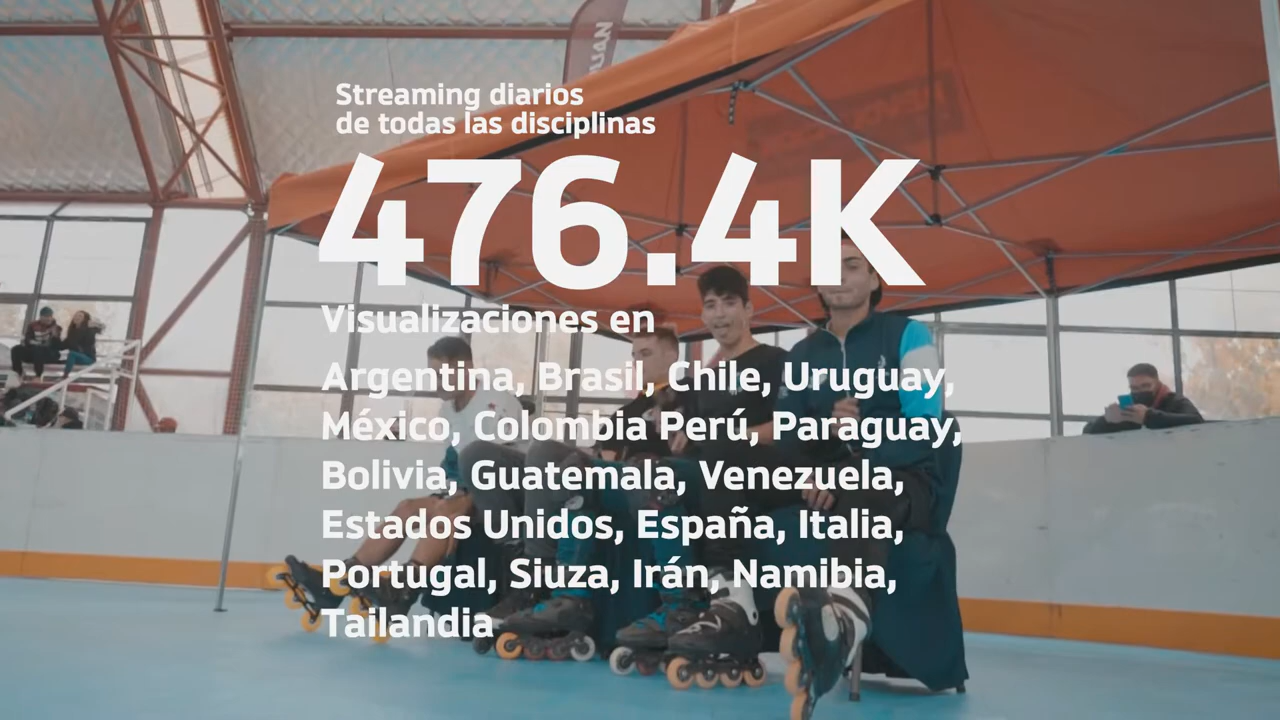 UAN
Streaming diarios
de todas las disciplinas
476.4K
Visualizaciones en
Argentina, Brasil, Chile, Uruguay,
México, Colombia Perú, Paraguay,
Bolivia, Guatemala, Venezuela,
Estados Unidos, España, Italia,
Portugal, Siuza, Irán, Namibia,
Tailandia